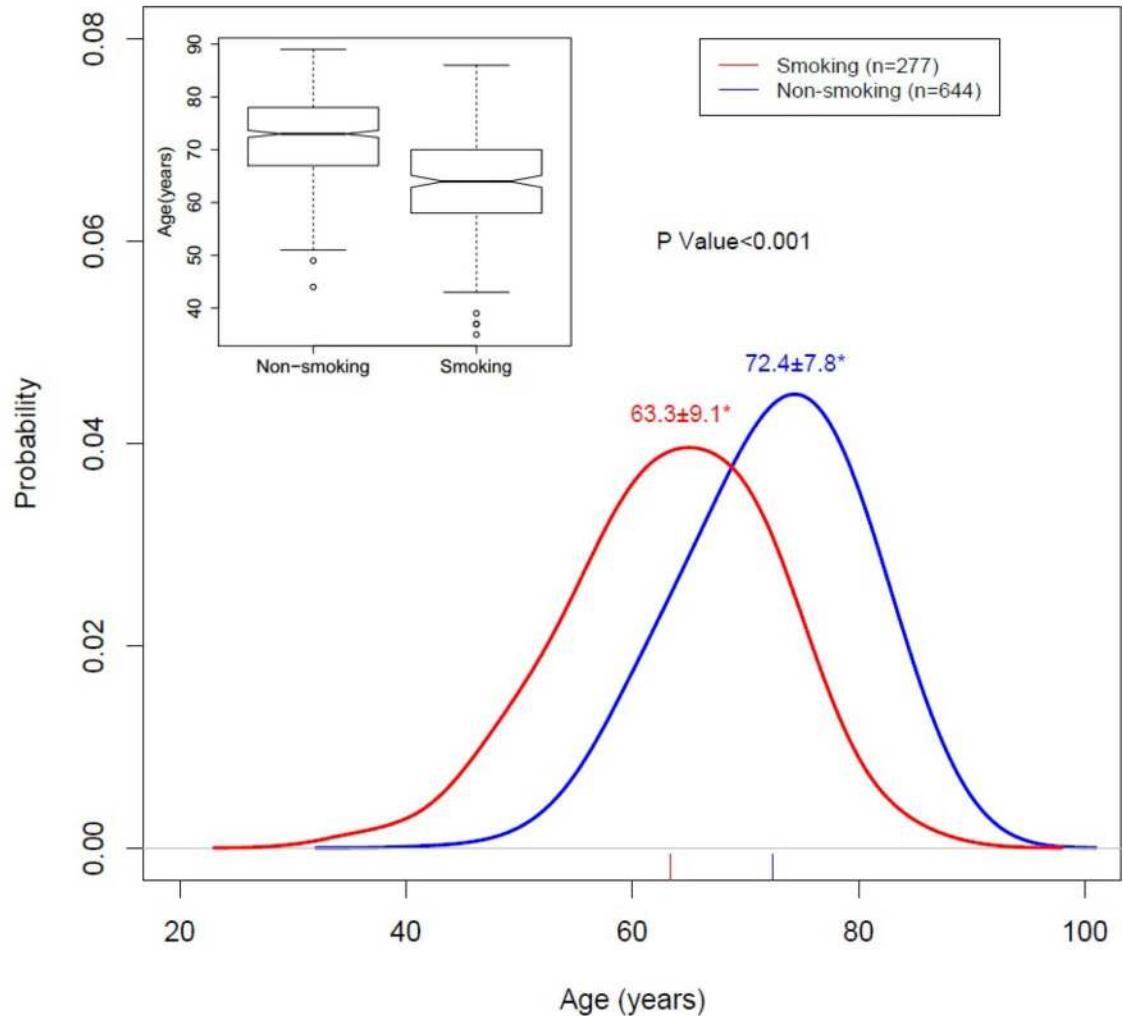 Smoking (n=277)
Non-smoking (n=644)
P Value<0.001
63.3±9.1*
72.4±7.8*
Probability
0.00
0.02
0.04
0.06
0.08
20
40
60
80
100
Age (years)
Age(years)
40
50
60
70
80
90
Non-smoking
Smoking